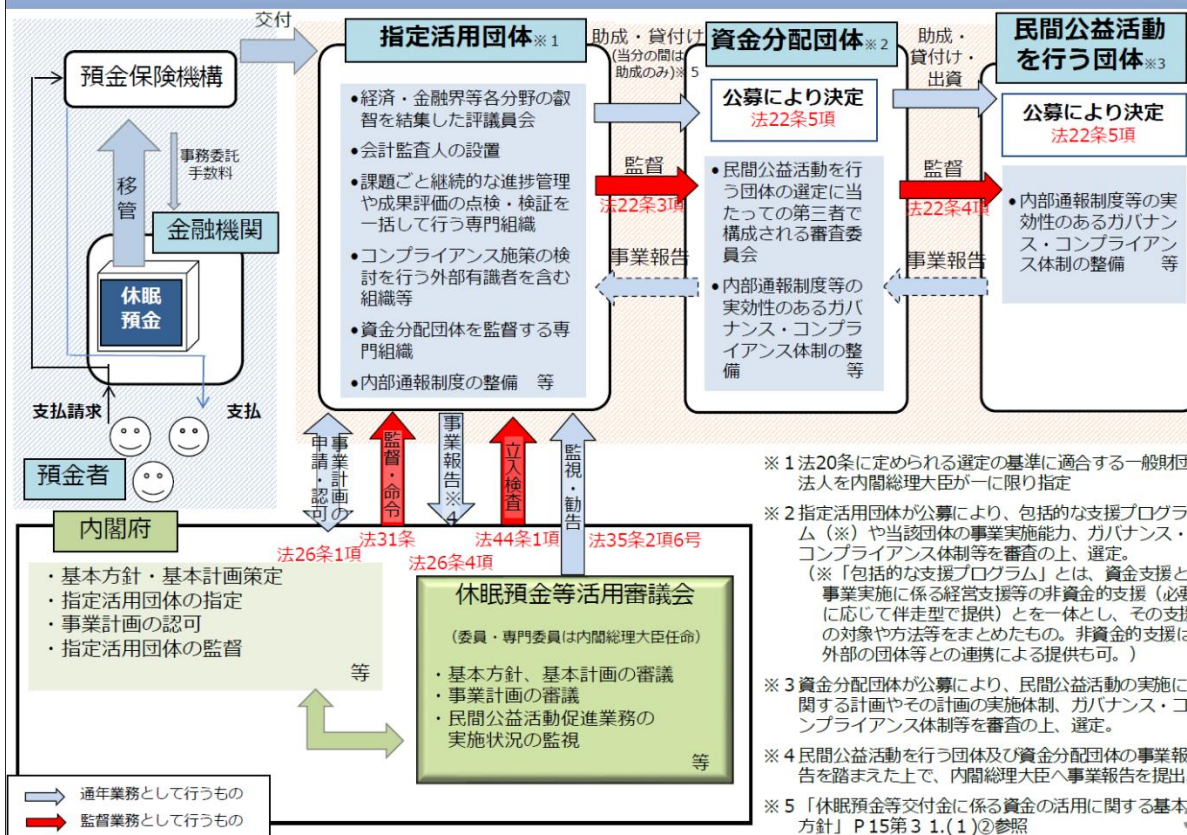 交付
預金保険機構
移管
事務委託
手数料
金融機関
休眠
預金
支払請求
支払
預金者
指定活用団体※1
•経済・金融界等各分野の叡
智を結集した評議員会
•会計監査人の設置
•課題ごと継続的な進捗管理
や成果評価の点検・検証を
一括して行う専門組織
•コンプライアンス施策の検
討を行う外部有識者を含む
組織等
•資金分配団体を監督する専
門組織
•内部通報制度の整備 等
助成・貸付け
(当分の間は
助成のみ)※5
監督
法22条3項
事業報告
資金分配団体※2
公募により決定
法22条5項
•民間公益活動を行
う団体の選定に当
たっての第三者で
構成される審査委
員会
•内部通報制度等の
実効性のあるガバ
ナンス・コンプラ
イアンス体制の整
備 等
助成・
貸付け・
出資
監督
法22条4項
事業報告
民間公益活動
を行う団体※3
公募により決定
法22条5項
•内部通報制度等の実
効性のあるガバナン
ス・コンプライアン
ス体制の整備 等
事業計画の
申請・認可
監督・命令
事業報告※4
立入検査
監視・勧告
法26条1項
法31条
法26条4項
法44条1項
法35条2項6号
内閣府
・基本方針・基本計画策定
・指定活用団体の指定
・事業計画の認可
・指定活用団体の監督
等
休眠預金等活用審議会
(委員・専門委員は内閣総理大臣任命)
・基本方針、基本計画の審議
・事業計画の審議
・民間公益活動促進業務の
実施状況の監視
等
通年業務として行うもの
監督業務として行うもの
※1法20条に定められる選定の基準に適合する一般財団
法人を内閣総理大臣が一に限り指定
※2指定活用団体が公募により、包括的な支援プログラ
ム(※)や当該団体の事業実施能力、ガバナンス・
コンプライアンス体制等を審査の上、選定。
(※「包括的な支援プログラム」とは、資金支援と
事業実施に係る経営支援等の非資金的支援(必要
に応じて伴走型で提供)とを一体とし、その支援
の対象や方法等をまとめたもの。非資金的支援は
外部の団体等との連携による提供も可。)
※3資金分配団体が公募により、民間公益活動の実施に
関する計画やその計画の実施体制、ガバナンス・コ
ンプライアンス体制等を審査の上、選定。
※4民間公益活動を行う団体及び資金分配団体の事業報
告を踏まえた上で、内閣総理大臣へ事業報告を提出
※5「休眠預金等交付金に係る資金の活用に関する基本
方針」P15第3 1.(1)②参照